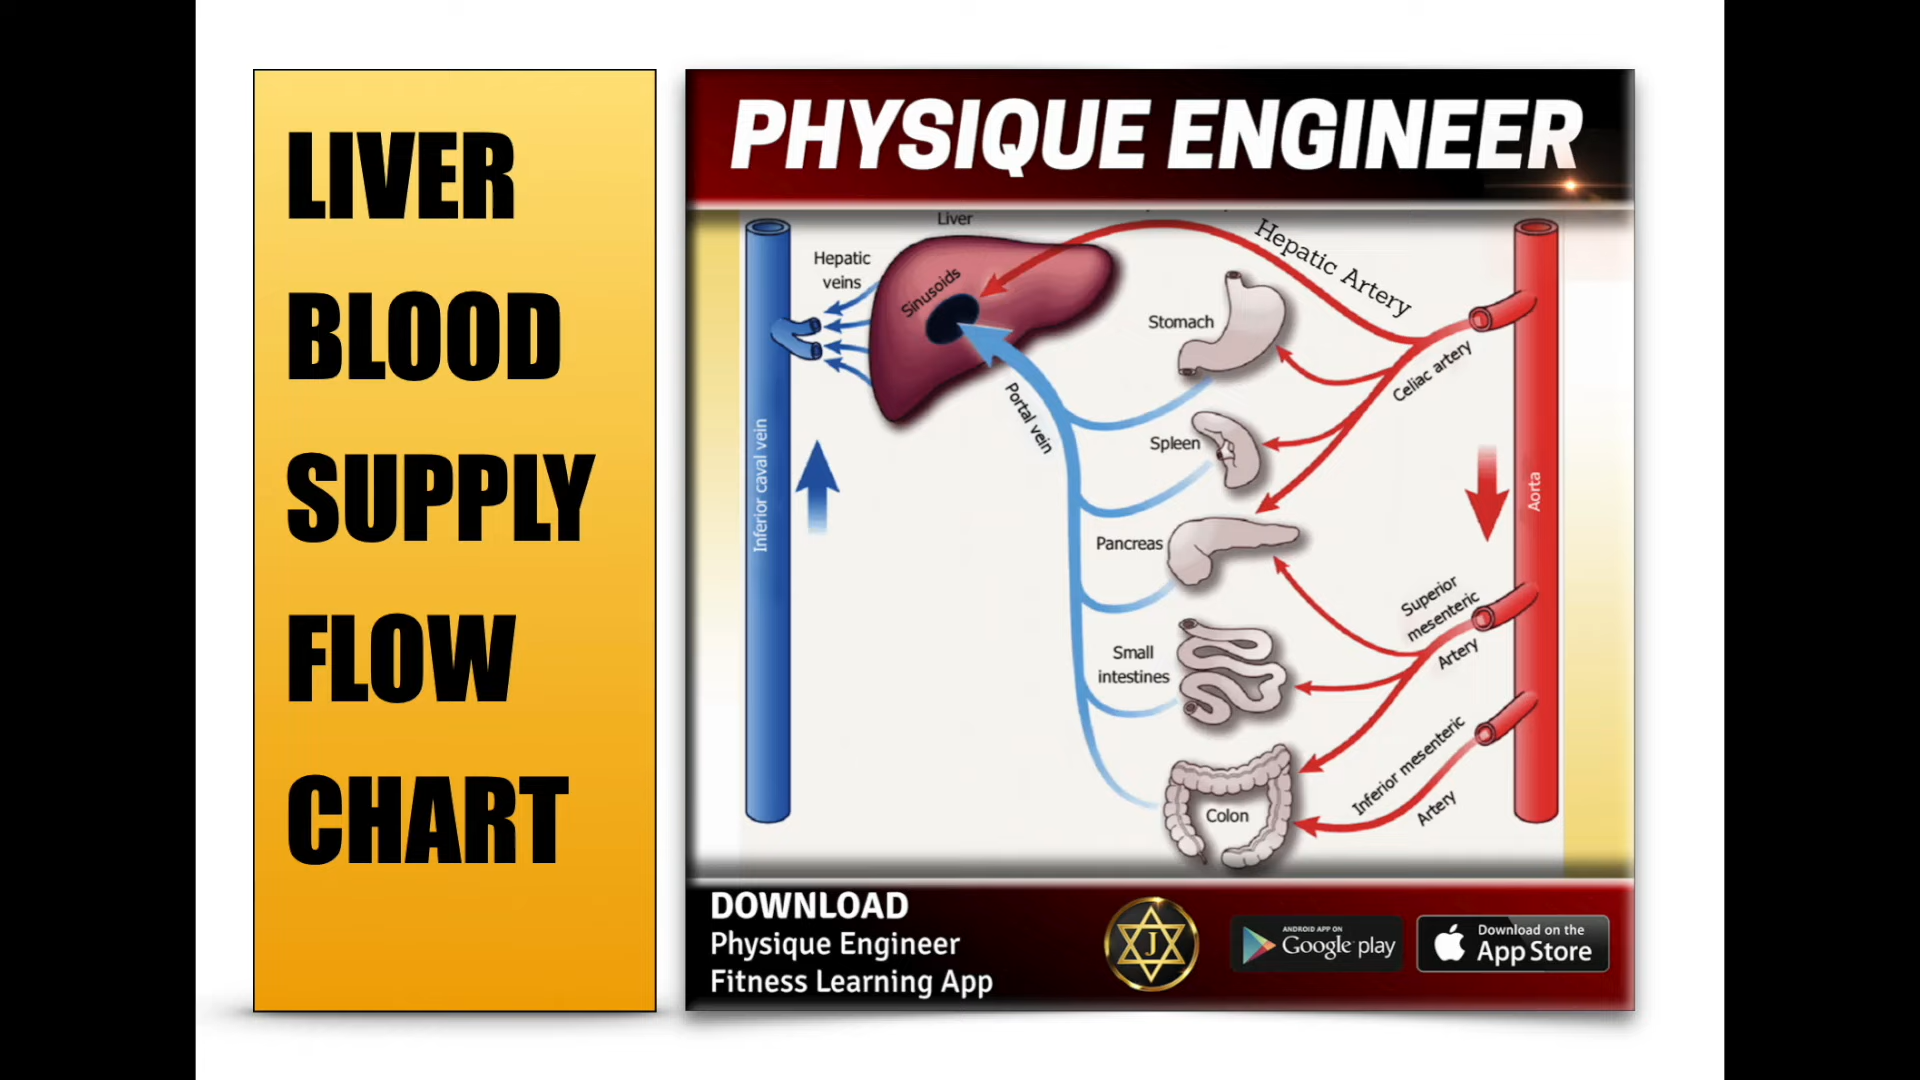 LIVER
BLOOD
SUPPLY
FLOW
CHART
PHYSIQUE ENGINEER
Liver
Hepatic
veins
Sinusoids
Hepatic Artery
Stomach
Celiac artery
Portal vein
Spleen
Inferior caval vein
Aorta
Pancreas
Superior
mesenteric
Artery
Small
intestines
Inferior mesenteric
Artery
Colon
DOWNLOAD
Physique Engineer
Fitness Learning App
J
ANDROID APP ON
Google play
Download on the
App Store